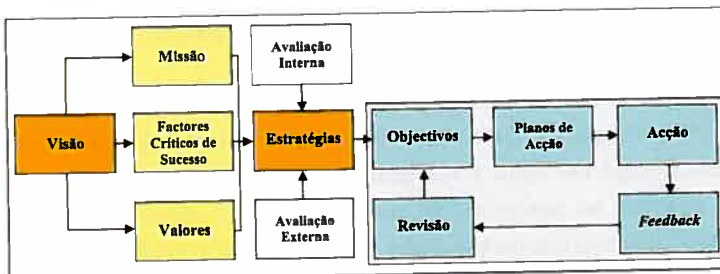 Missão
Avaliação
Interna
Visão
Factores
Críticos de
Sucesso
Estratégias
Objectivos
Planos de
Acção
Acção
Valores
Avaliação
Externa
Revisão
Feedback